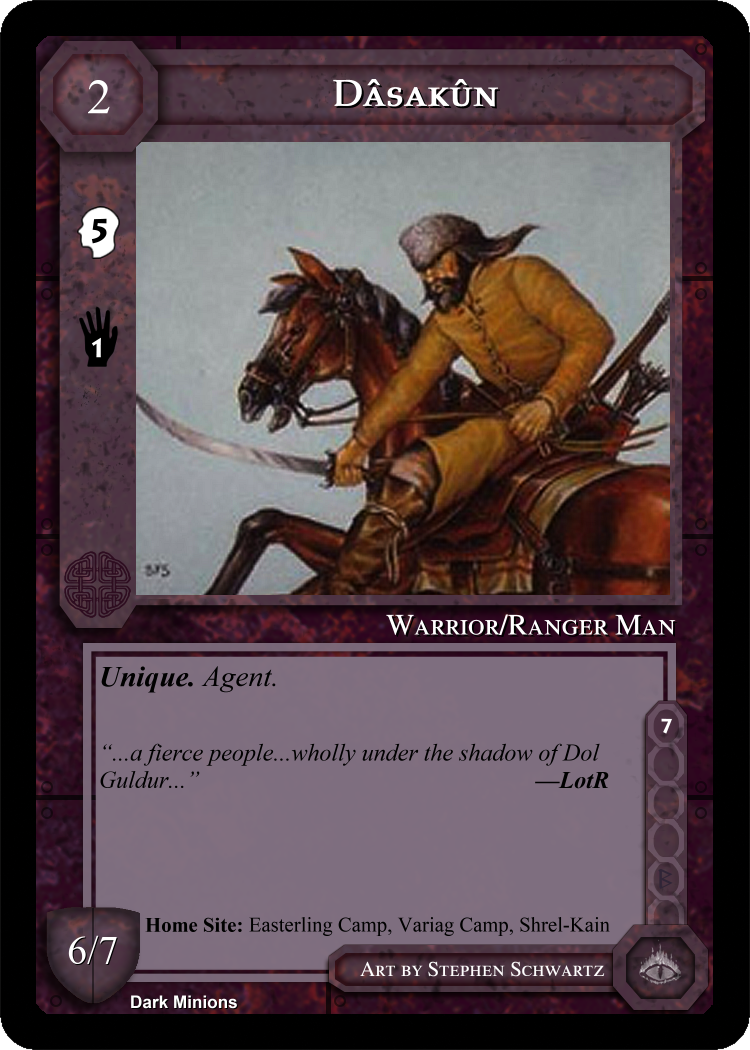 2
Dâsakûn
5
1
BFS
Warrior/Ranger Man
Unique. Agent.
7
“...a fierce people...wholly under the shadow of Dol
Guldur...” —LotR
Home Site: Easterling Camp, Variag Camp, Shrel-Kain
6/7
Art by Stephen Schwartz
Dark Minions